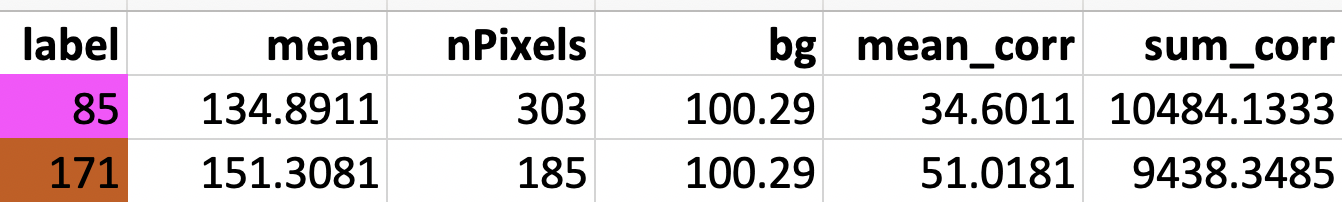 label mean nPixels bg mean_corr sum_corr
85 134.8911 303 100.29 34.6011 10484.1333
171 151.3081 185 100.29 51.0181 9438.3485